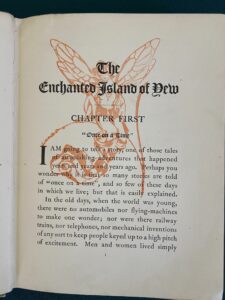 The
Enchanted Island of Yew
CHAPTER FIRST
"Once on a Time"
I AM going to tell a story, one of those tales
of astonishing adventures that happened
years and years and years ago. Perhaps you
wonder why it is that so many stories are told
of "once on a time", and so few of these days
in which we live; but that is easily explained.
In the old days, when the world was young,
there were no automobiles nor flying-machines
to make one wonder; nor were there railway
trains, nor telephones, nor mechanical inventions
of any sort to keep people keyed up to a high pitch
of excitement. Men and women lived simply
1